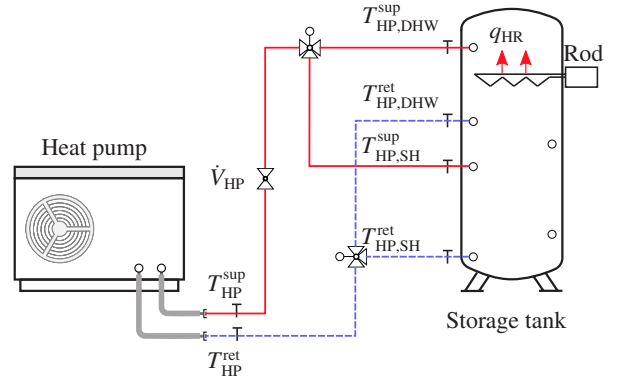 T^sup_HP,DHW
q_HR
Rod
T^ret_HP,DHW
Heat pump
T^sup_HP,SH
V̇_HP
T^ret_HP,SH
T^sup_HP
Storage tank
T^ret_HP